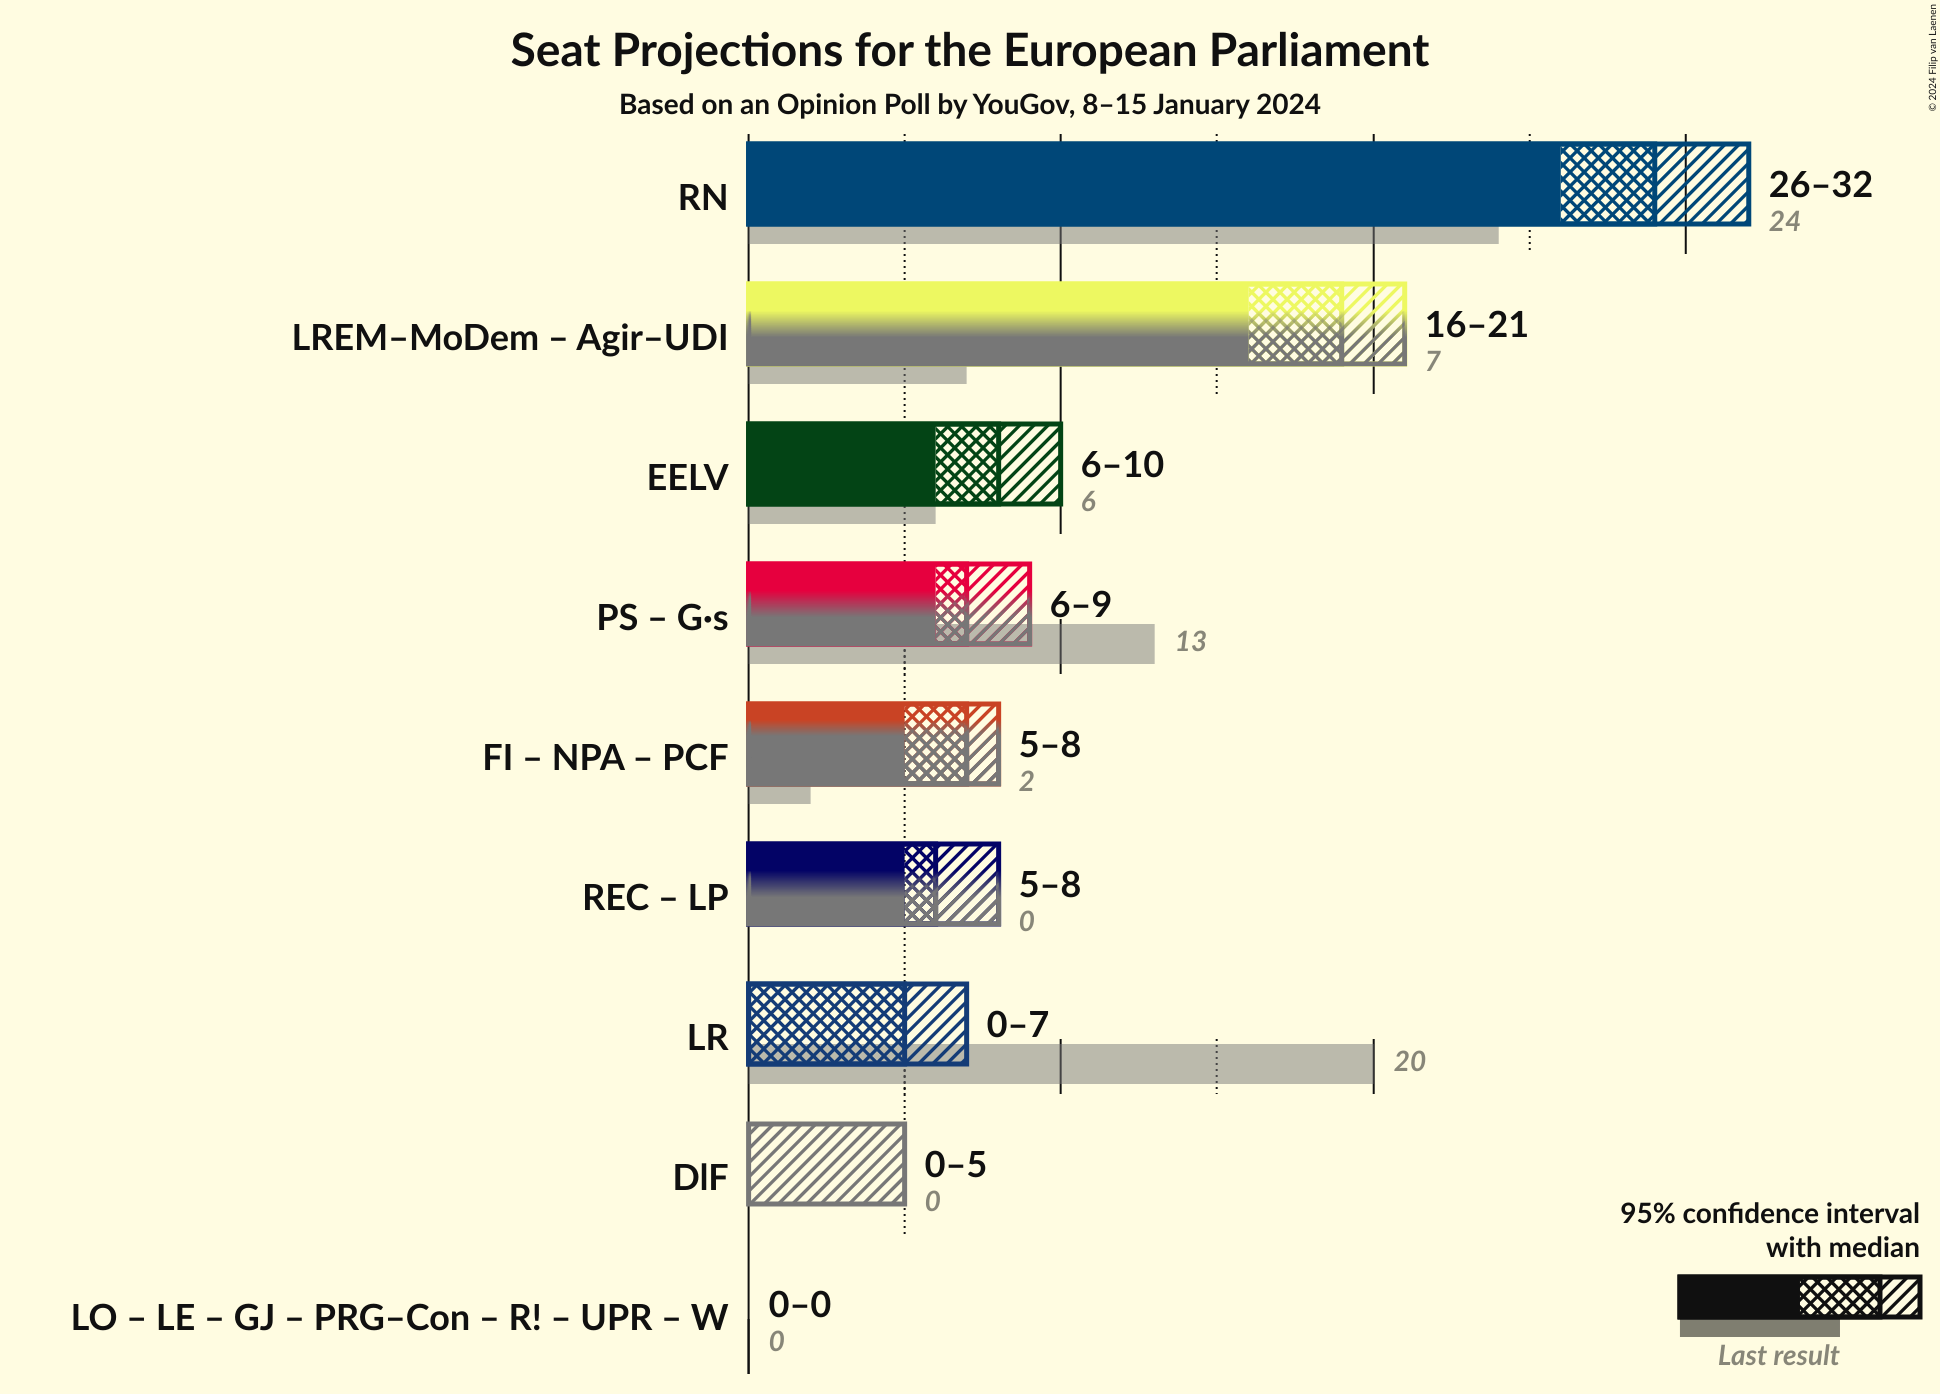 Seat Projections for the European Parliament
Based on an Opinion Poll by YouGov, 8–15 January 2024
© 2024 Filip van Laenen
RN
26–32
24
LREM–MoDem – Agir–UDI
16–21
7
EELV
6–10
6
PS – G·s
6–9
13
FI – NPA – PCF
5–8
2
REC – LP
5–8
0
LR
0–7
20
DIF
0–5
0
LO – LE – GJ – PRG–Con – R! – UPR – W
0–0
0
95% confidence interval
with median
Last result